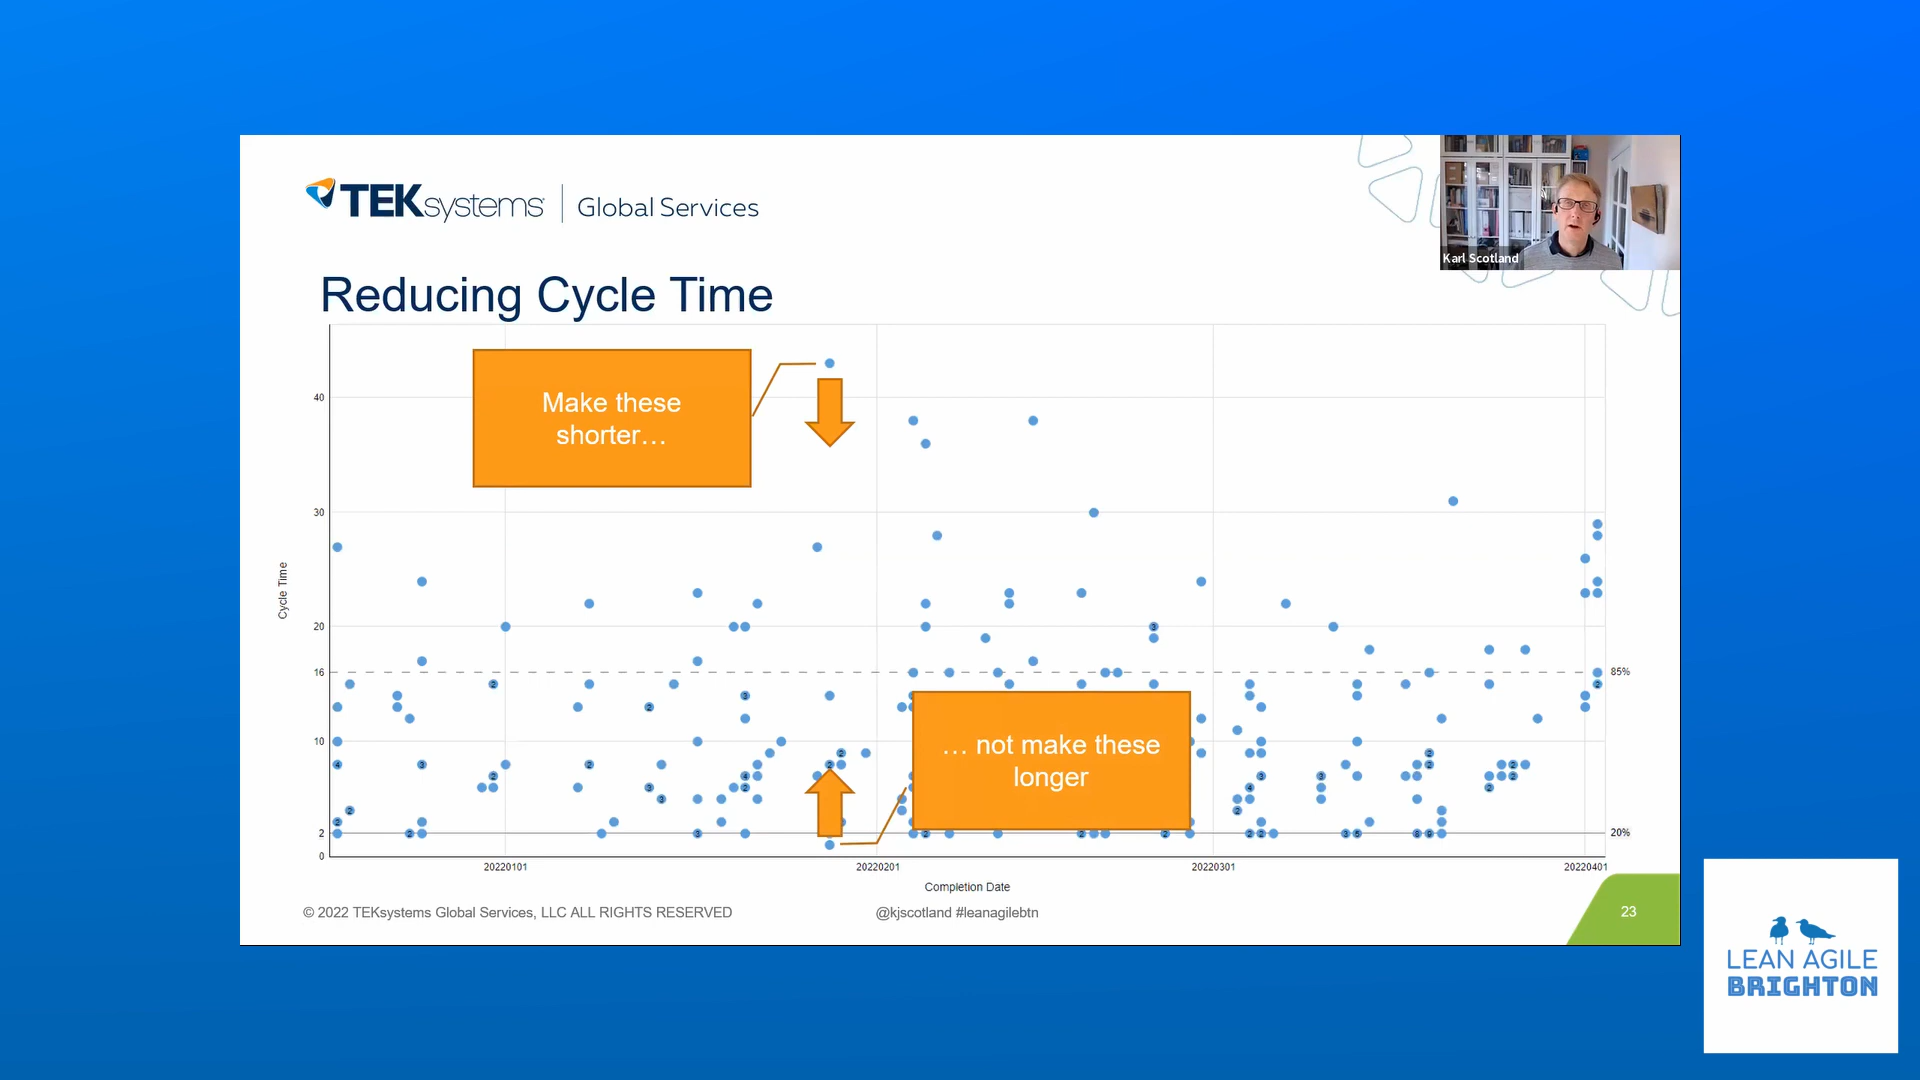 TEKsystems | Global Services
Karl Scotland
Reducing Cycle Time
Make these
shorter…
… not make these
longer
Cycle Time
40
30
20
16
10
2
0
85%
20%
20220101
20220201
20220301
20220401
Completion Date
© 2022 TEKsystems Global Services, LLC ALL RIGHTS RESERVED
@kjscotland #leanagilebtn
23
LEAN AGILE
BRIGHTON